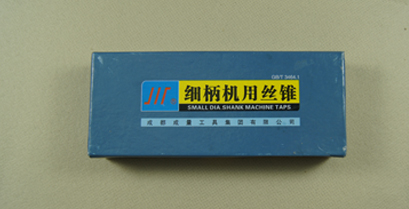 GB/T 3464.1
细柄机用丝锥
SMALL DIA. SHANK MACHINE TAPS
成都成量工具集团有限公司